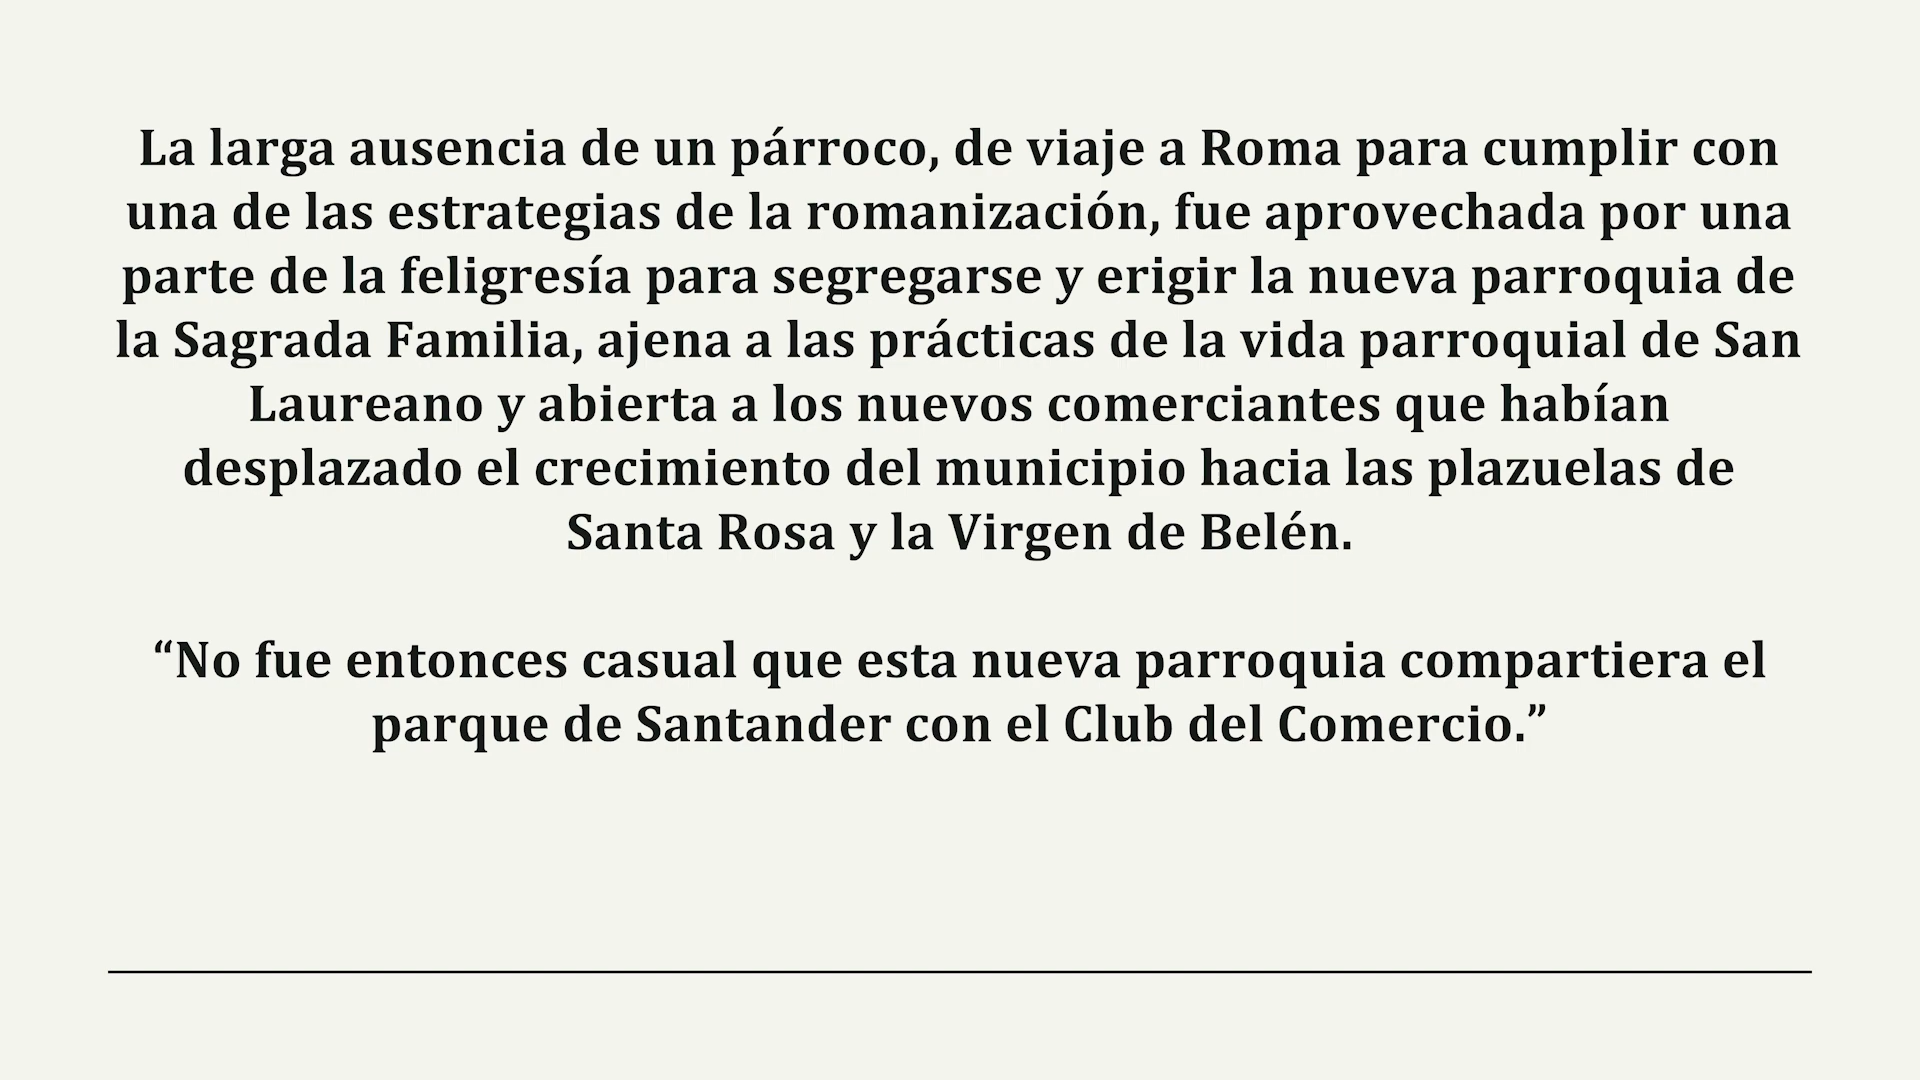 La larga ausencia de un párroco, de viaje a Roma para cumplir con
una de las estrategias de la romanización, fue aprovechada por una
parte de la feligresía para segregarse y erigir la nueva parroquia de
la Sagrada Familia, ajena a las prácticas de la vida parroquial de San
Laureano y abierta a los nuevos comerciantes que habían
desplazado el crecimiento del municipio hacia las plazuelas de
Santa Rosa y la Virgen de Belén.
“No fue entonces casual que esta nueva parroquia compartiera el
parque de Santander con el Club del Comercio.”